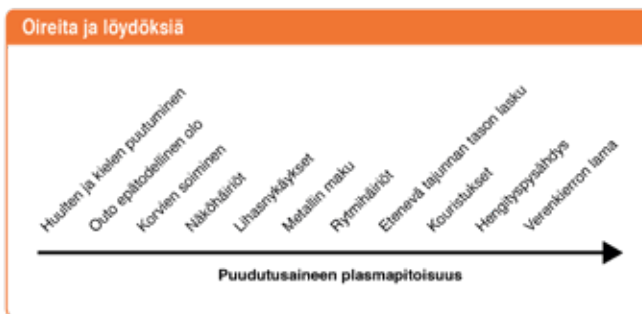 Oireita ja löydöksiä
Huulten ja kielen puutuminen
Outo epätodellinen olo
Korvien soiminen
Näköhäiriöt
Lihasnykäykset
Metallin maku
Rytmihäiriöt
Etenevä tajunnan tason lasku
Kouristukset
Hengityspysähdys
Verenkierron lama
Puudutusaineen plasmapitoisuus